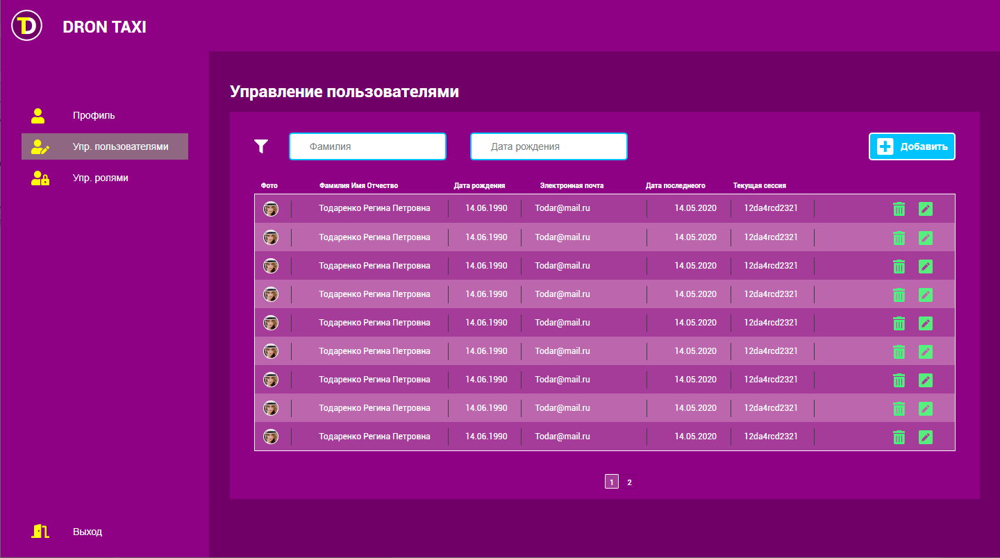 TD DRON TAXI
Управление пользователями
Профиль
Упр. пользователями
Упр. ролями
Выход
Фамилия Дата рождения Добавить
Фото Фамилия Имя Отчество Дата рождения Электронная почта Дата последнеого Текущая сессия
Тодаренко Регина Петровна 14.06.1990 Todar@mail.ru 14.05.2020 12da4rcd2321
Тодаренко Регина Петровна 14.06.1990 Todar@mail.ru 14.05.2020 12da4rcd2321
Тодаренко Регина Петровна 14.06.1990 Todar@mail.ru 14.05.2020 12da4rcd2321
Тодаренко Регина Петровна 14.06.1990 Todar@mail.ru 14.05.2020 12da4rcd2321
Тодаренко Регина Петровна 14.06.1990 Todar@mail.ru 14.05.2020 12da4rcd2321
Тодаренко Регина Петровна 14.06.1990 Todar@mail.ru 14.05.2020 12da4rcd2321
Тодаренко Регина Петровна 14.06.1990 Todar@mail.ru 14.05.2020 12da4rcd2321
Тодаренко Регина Петровна 14.06.1990 Todar@mail.ru 14.05.2020 12da4rcd2321
Тодаренко Регина Петровна 14.06.1990 Todar@mail.ru 14.05.2020 12da4rcd2321
1 2